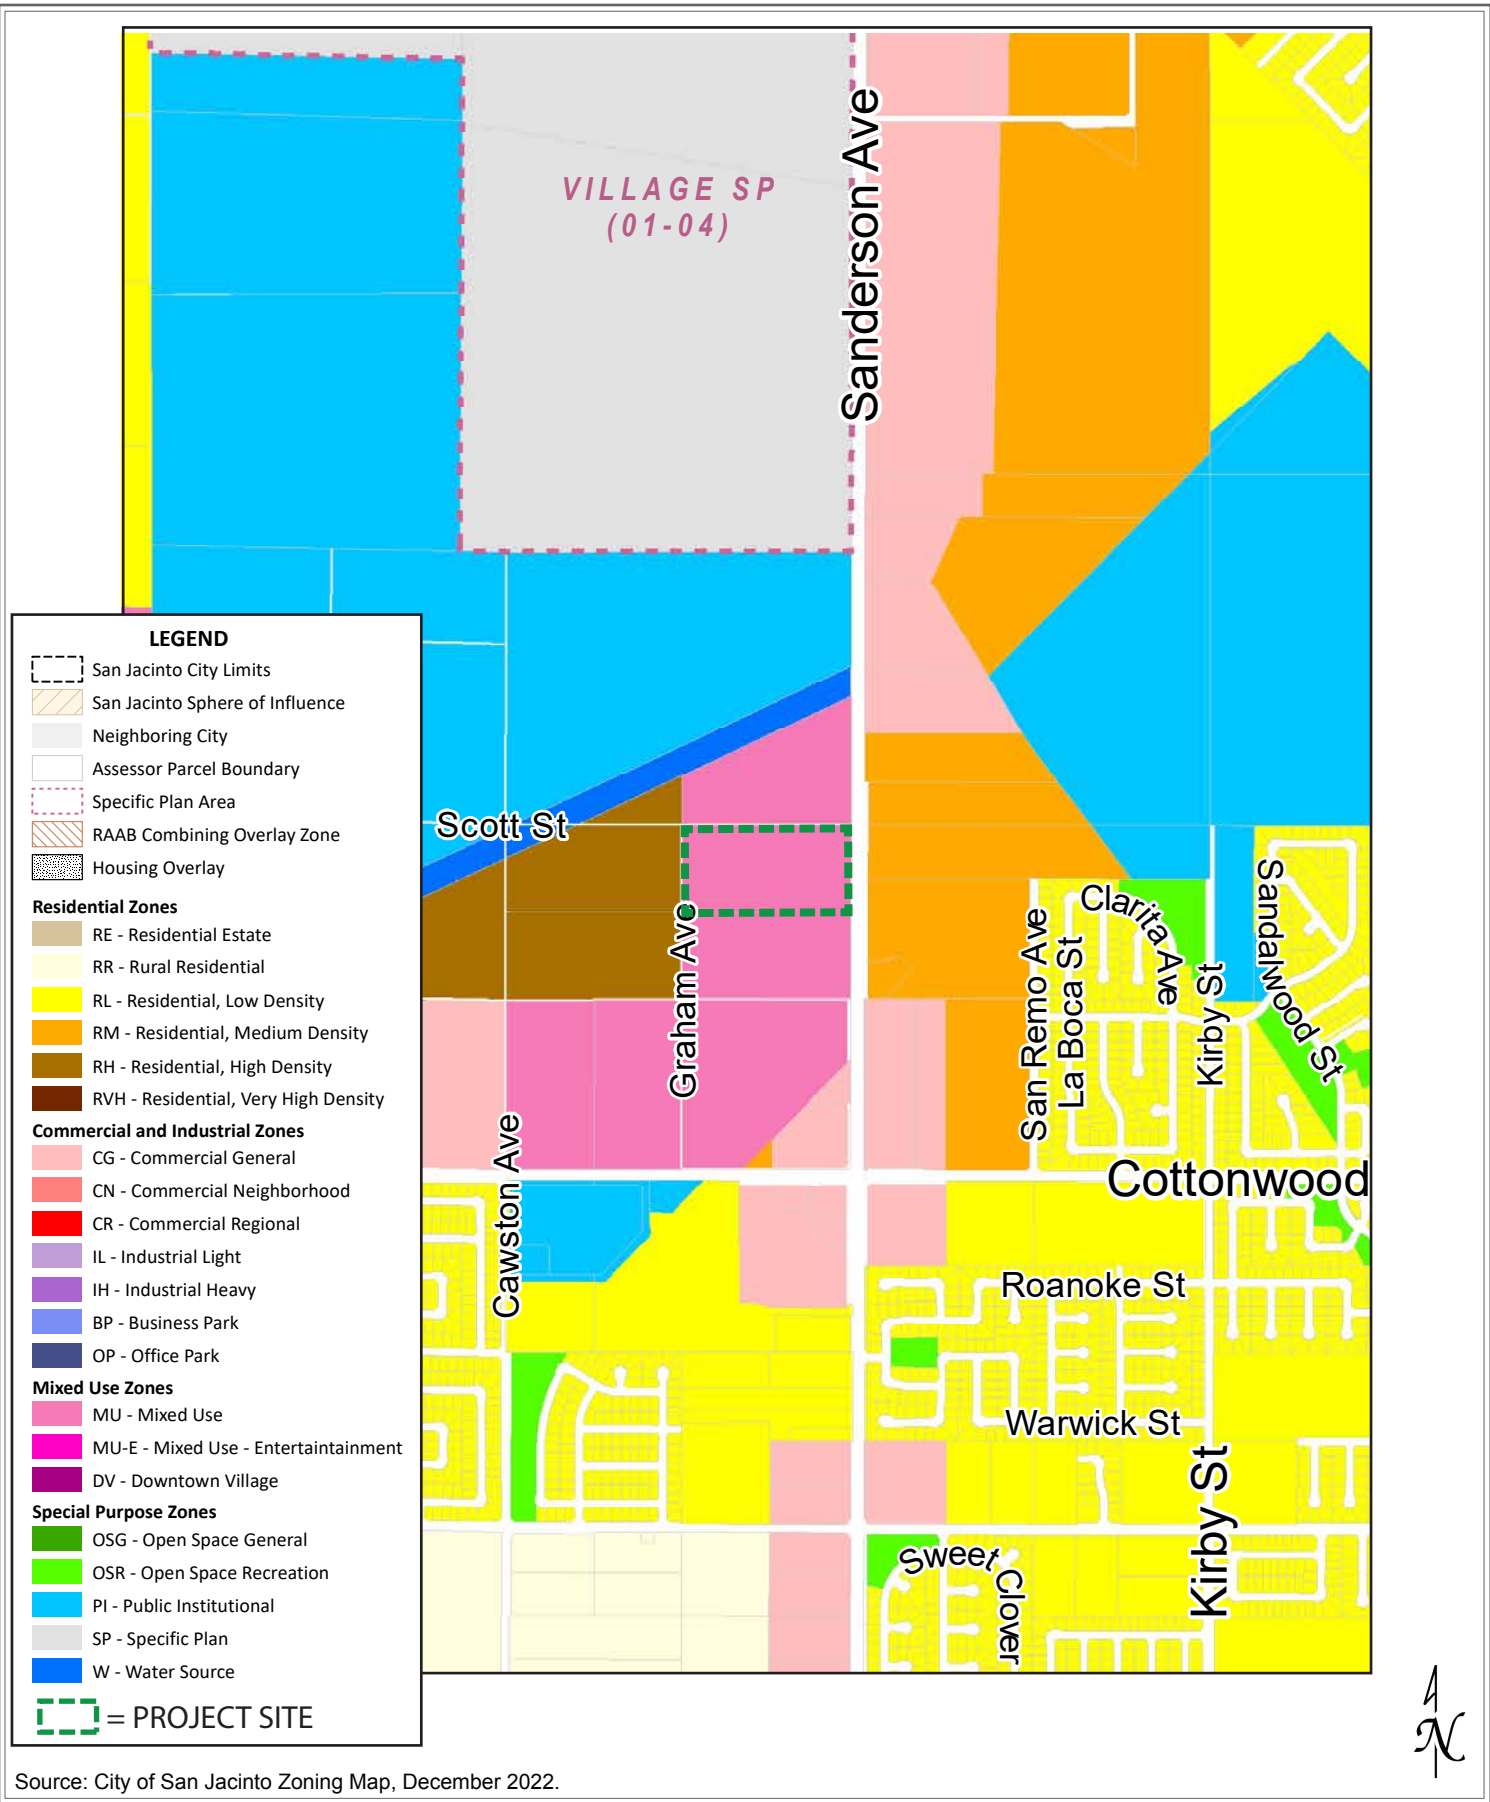 VILLAGE SP
(01-04)
Sanderson Ave
Scott St
Graham Ave
Cawston Ave
San Remo Ave
La Boca St
Clarita Ave
Kirby St
Sandalwood St
Cottonwood
Roanoke St
Warwick St
Kirby St
Sweet Clover
LEGEND
San Jacinto City Limits
San Jacinto Sphere of Influence
Neighboring City
Assessor Parcel Boundary
Specific Plan Area
RAAB Combining Overlay Zone
Housing Overlay
Residential Zones
RE - Residential Estate
RR - Rural Residential
RL - Residential, Low Density
RM - Residential, Medium Density
RH - Residential, High Density
RVH - Residential, Very High Density
Commercial and Industrial Zones
CG - Commercial General
CN - Commercial Neighborhood
CR - Commercial Regional
IL - Industrial Light
IH - Industrial Heavy
BP - Business Park
OP - Office Park
Mixed Use Zones
MU - Mixed Use
MU-E - Mixed Use - Entertaintainment
DV - Downtown Village
Special Purpose Zones
OSG - Open Space General
OSR - Open Space Recreation
PI - Public Institutional
SP - Specific Plan
W - Water Source
= PROJECT SITE
N
Source: City of San Jacinto Zoning Map, December 2022.